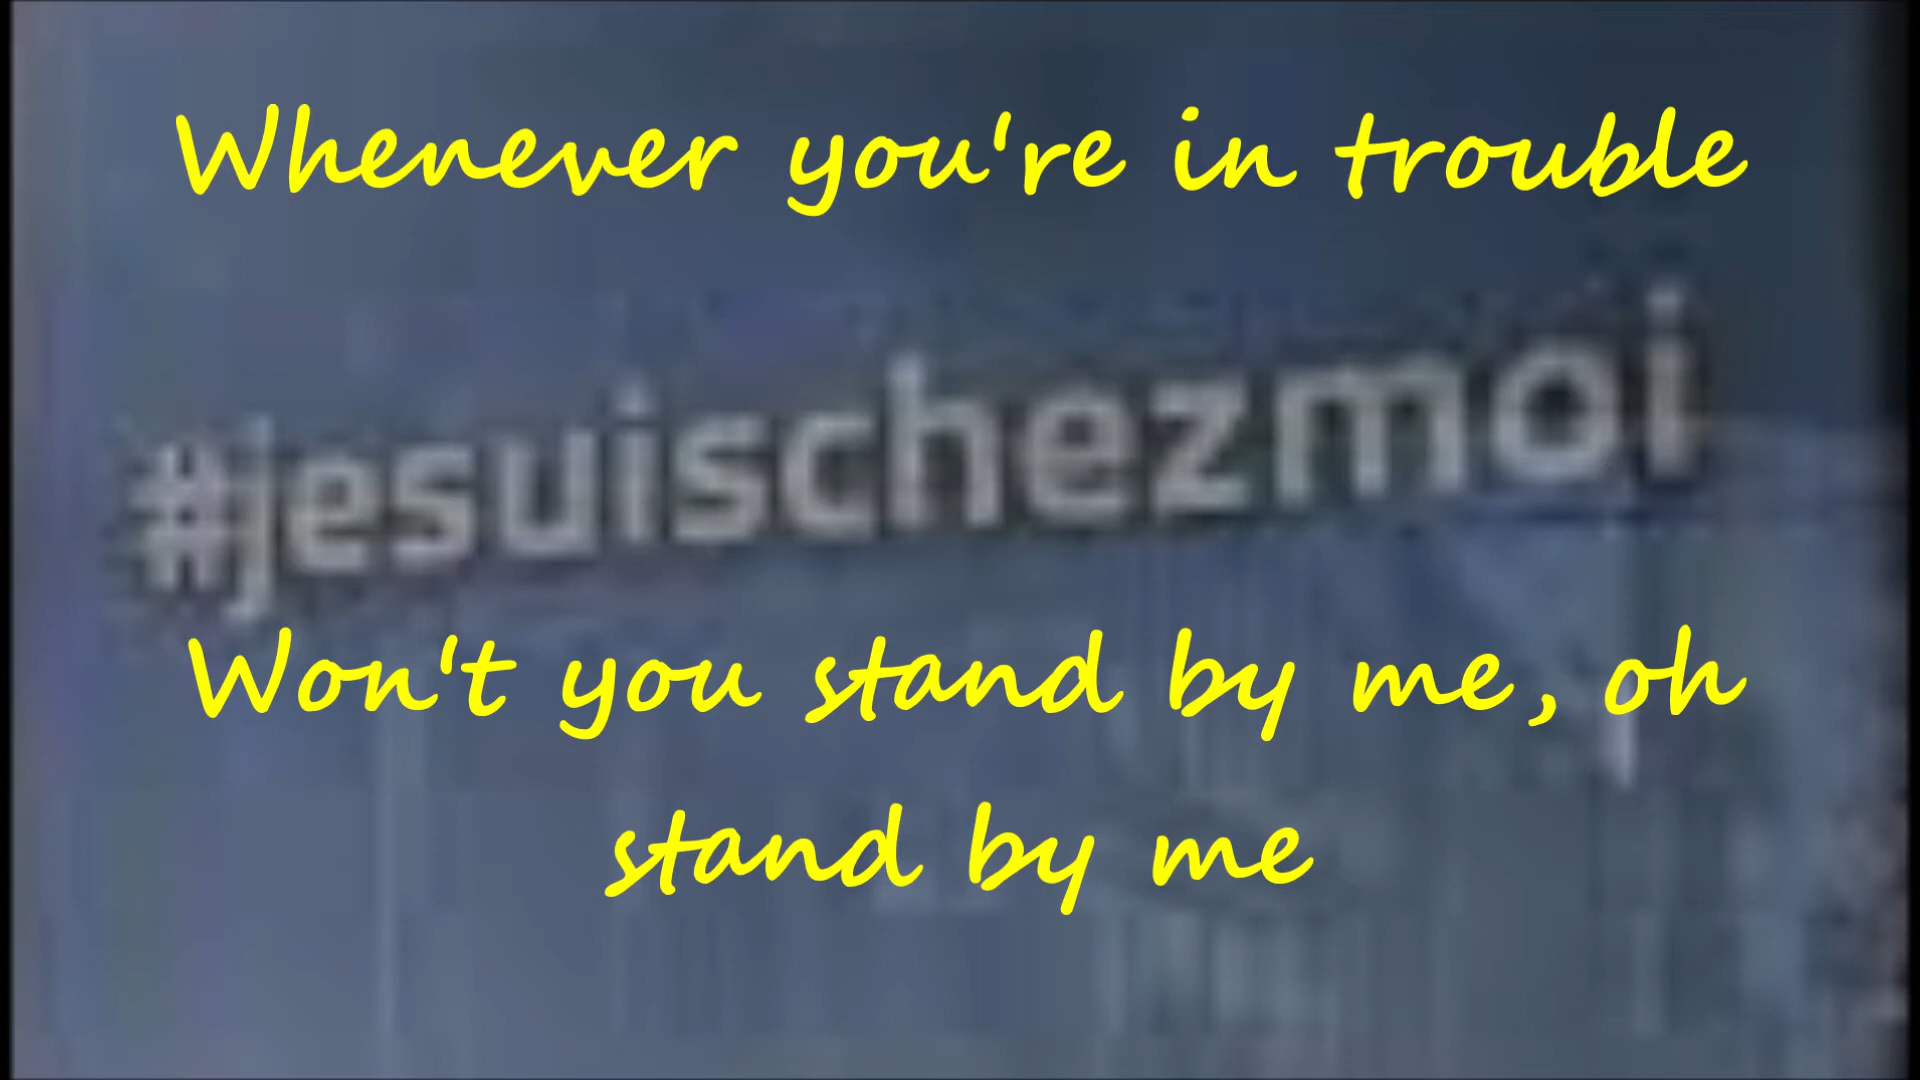 Whenever you're in trouble
#jesuischezmoi
Won't you stand by me, oh
stand by me